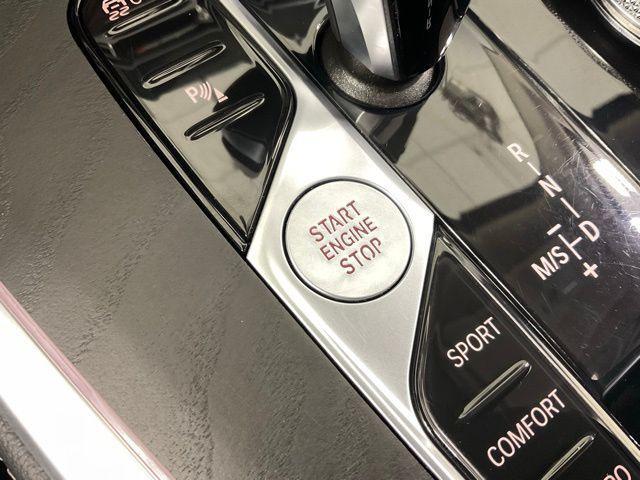 P
START
ENGINE
STOP
R
N
D
M/S
+
SPORT
COMFORT